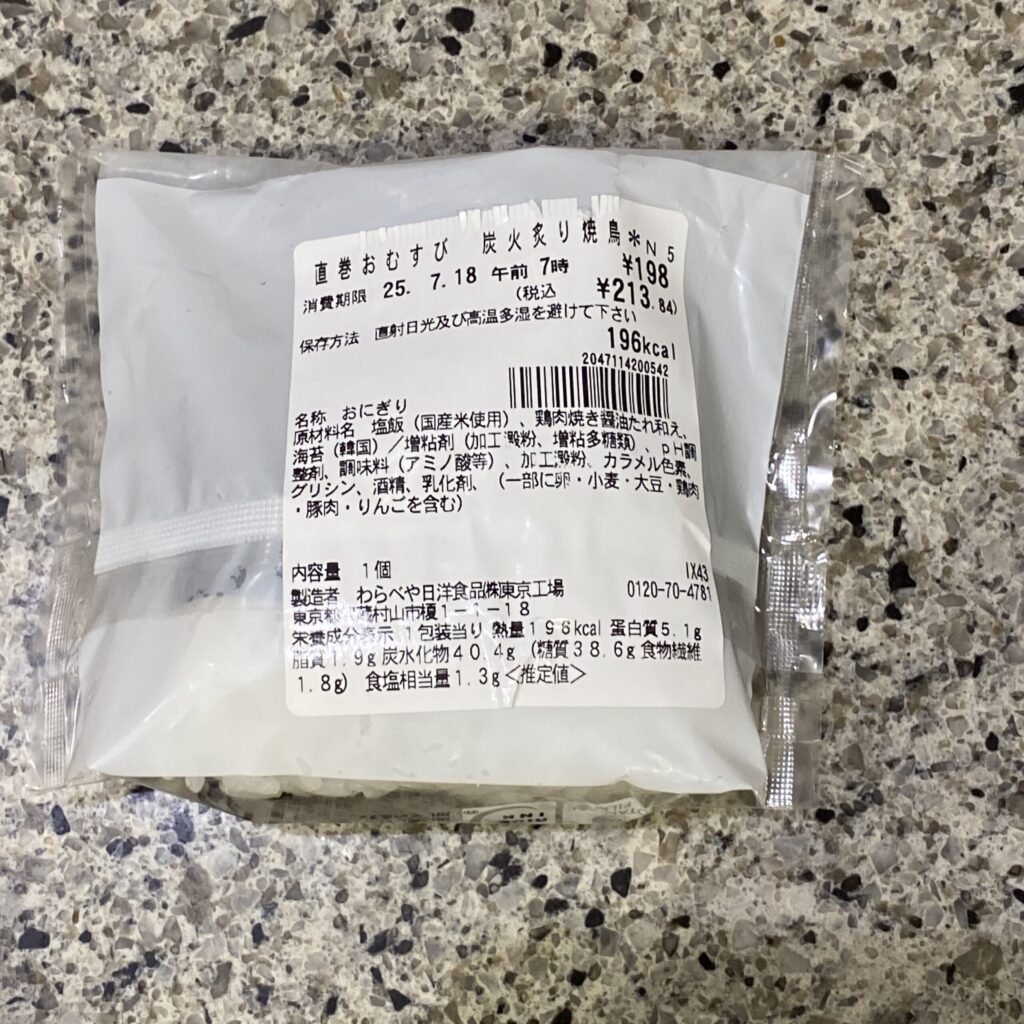 直巻おむすび 炭火炙り焼鳥*N5
消費期限 25. 7.18 午前 7時 ¥198
(税込 ¥213.84)
保存方法 直射日光及び高温多湿を避けて下さい
196kcal
2047114200542
名称 おにぎり
原材料名 塩飯(国産米使用)、鶏肉焼き醤油たれ和え、
海苔(韓国)/増粘剤(加工澱粉、増粘多糖類)、pH調
整剤、調味料(アミノ酸等)、加工澱粉、カラメル色素、
グリシン、酒精、乳化剤、(一部に卵・小麦・大豆・鶏肉
・豚肉・りんごを含む)
内容量 1個 IX43
製造者 わらべや日洋食品㈱東京工場 0120-70-4781
東京都武蔵村山市榎1-1-18
栄養成分表示 1包装当り 熱量196kcal 蛋白質5.1g
脂質1.9g 炭水化物40.4g (糖質38.6g 食物繊維
1.8g) 食塩相当量1.3g<推定値>
INK